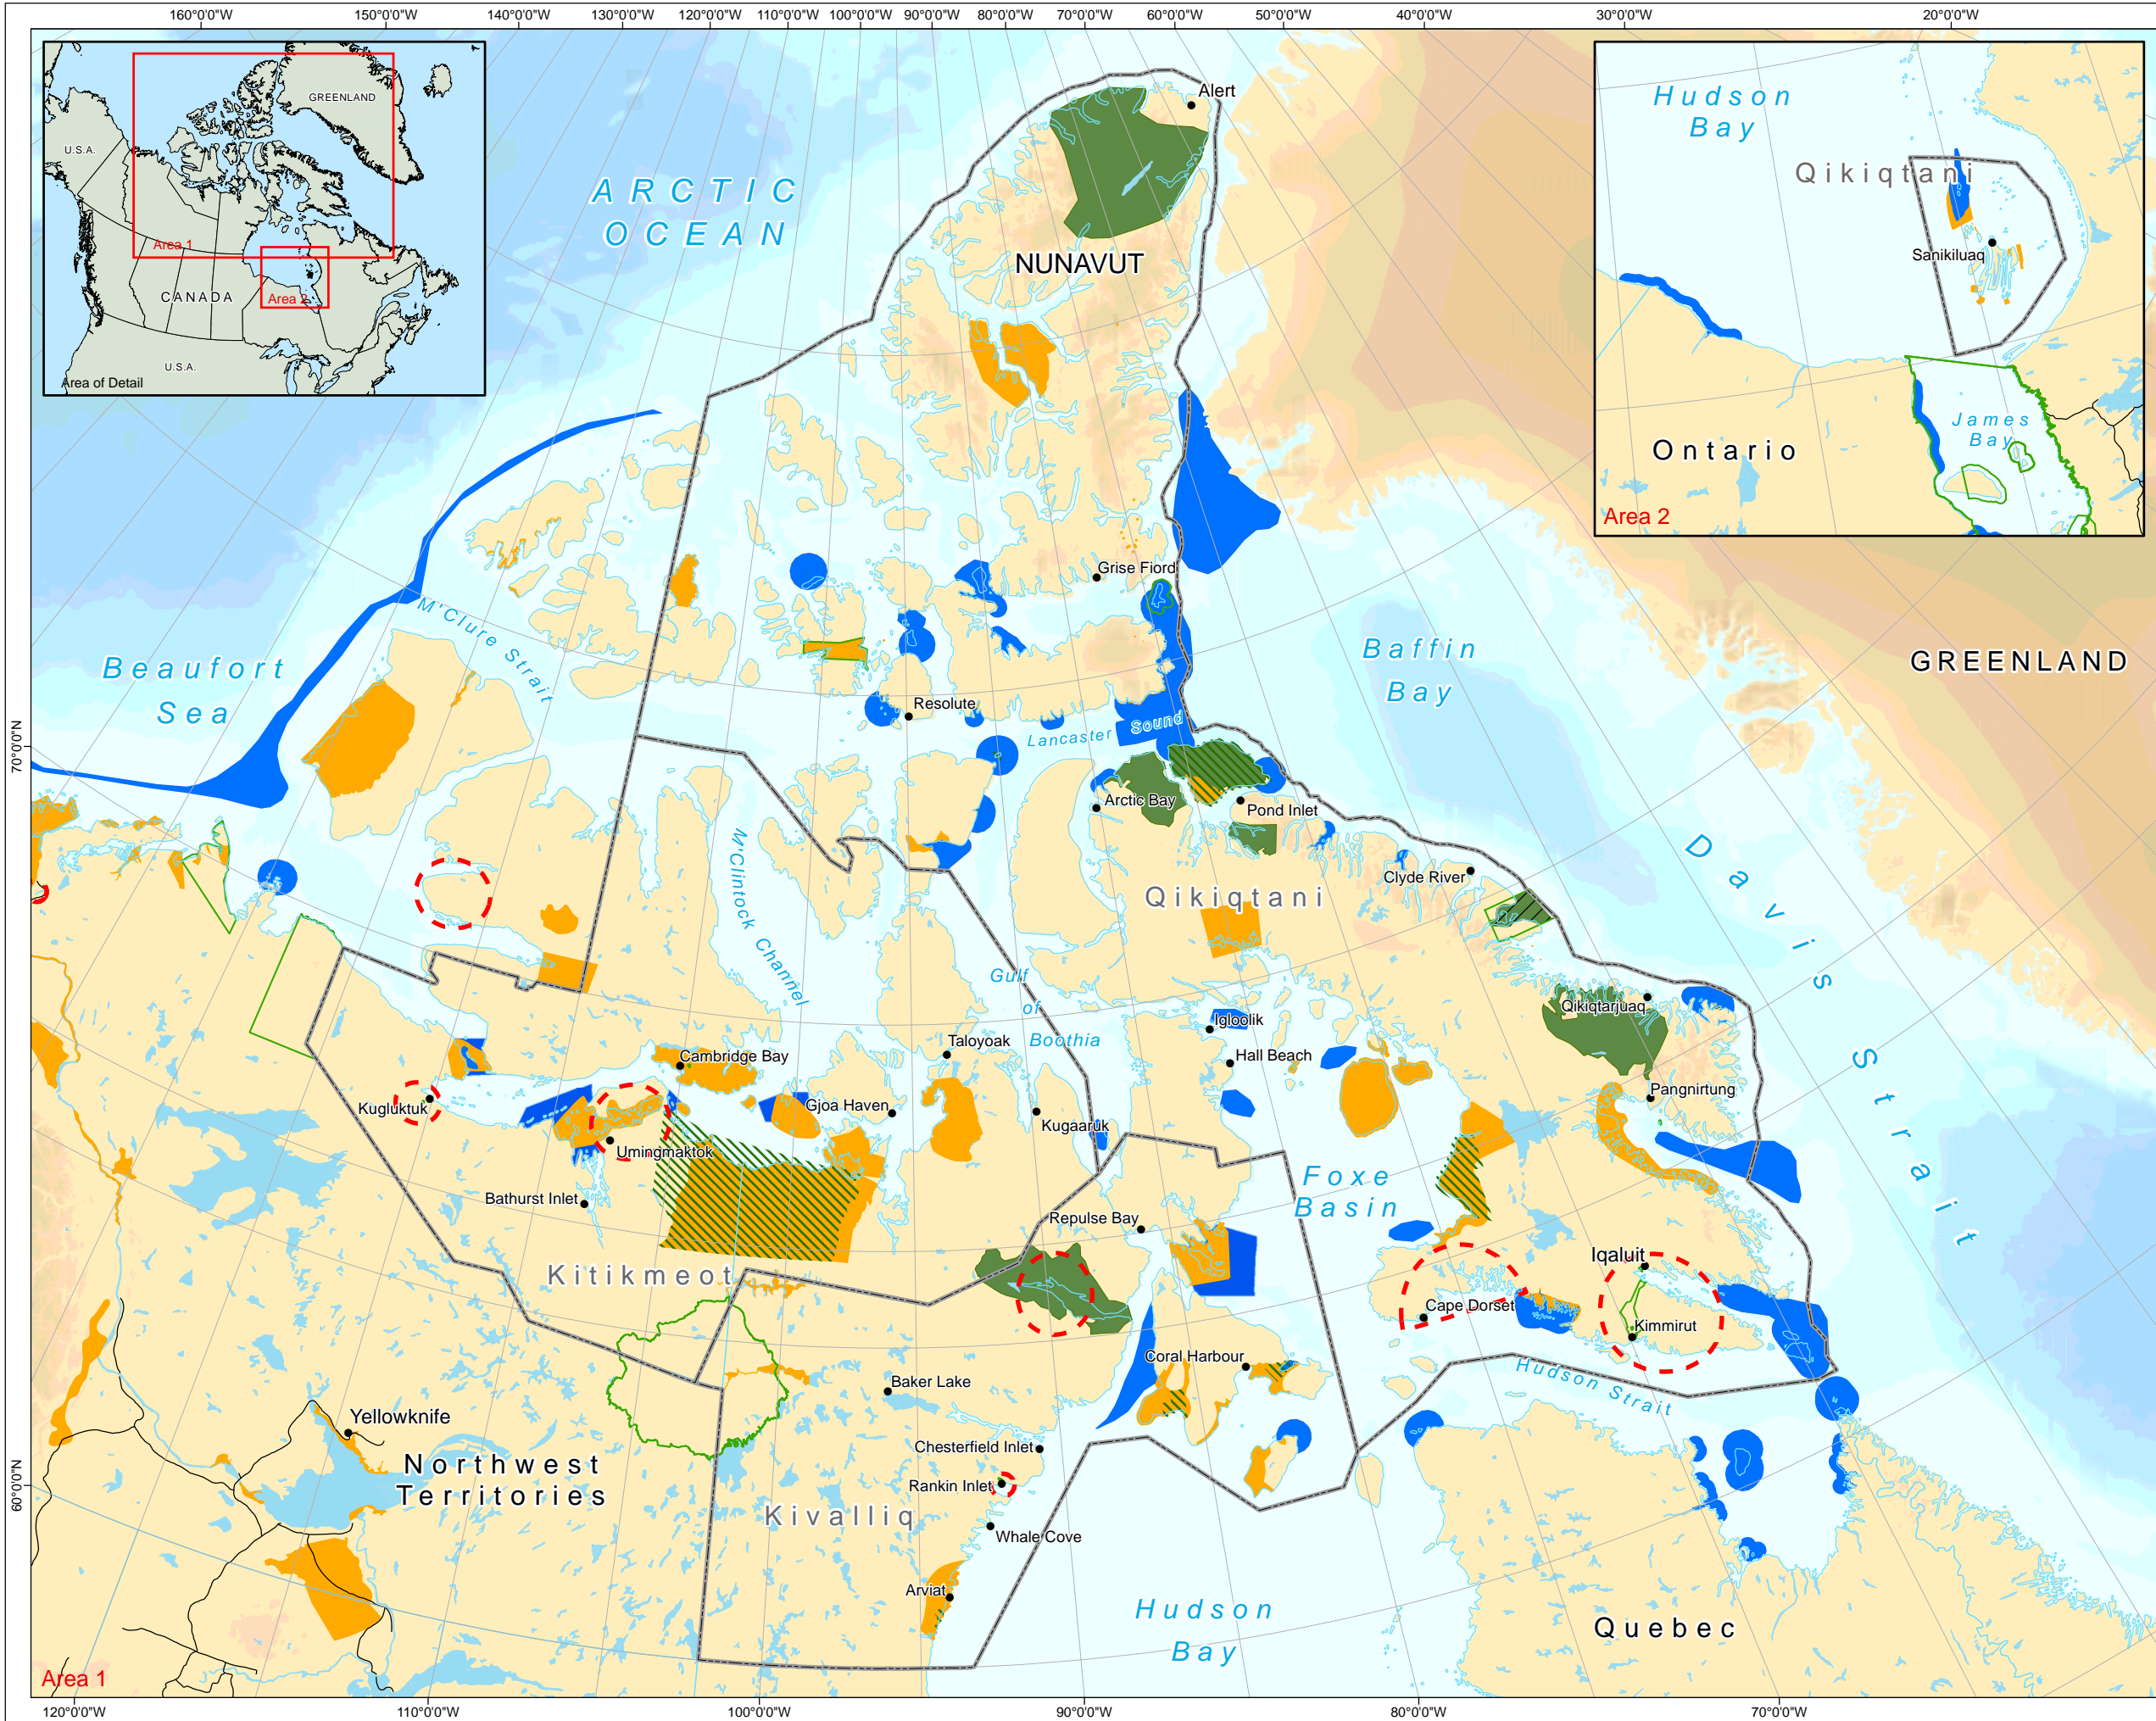 160°0'0"W
150°0'0"W
140°0'0"W
130°0'0"W
120°0'0"W
110°0'0"W
100°0'0"W
90°0'0"W
80°0'0"W
70°0'0"W
60°0'0"W
50°0'0"W
40°0'0"W
30°0'0"W
20°0'0"W
GREENLAND
U.S.A.
Area 1
CANADA
Area 2
U.S.A.
Area of Detail
Hudson
Bay
Qikiqtani
Sanikiluaq
James
Bay
Ontario
Area 2
ARCTIC
OCEAN
Alert
NUNAVUT
Grise Fiord
M'Clure Strait
Beaufort
Sea
Baffin
Bay
GREENLAND
Resolute
Lancaster Sound
70°0'0"N
Arctic Bay
Pond Inlet
M'Clintock Channel
Clyde River
Qikiqtani
Davis Strait
Gulf
of
Boothia
Qikiqtarjuaq
Igloolik
Taloyoak
Cambridge Bay
Hall Beach
Pangnirtung
Kugluktuk
Gjoa Haven
Kugaaruk
Umingmaktok
Foxe
Basin
Bathurst Inlet
Repulse Bay
Iqaluit
Kitikmeot
Cape Dorset
Kimmirut
Coral Harbour
Hudson Strait
Baker Lake
Yellowknife
Chesterfield Inlet
Northwest
Territories
Rankin Inlet
60°0'0"N
Kivalliq
Whale Cove
Arviat
Hudson
Bay
Quebec
Area 1
120°0'0"W
110°0'0"W
100°0'0"W
90°0'0"W
80°0'0"W
70°0'0"W